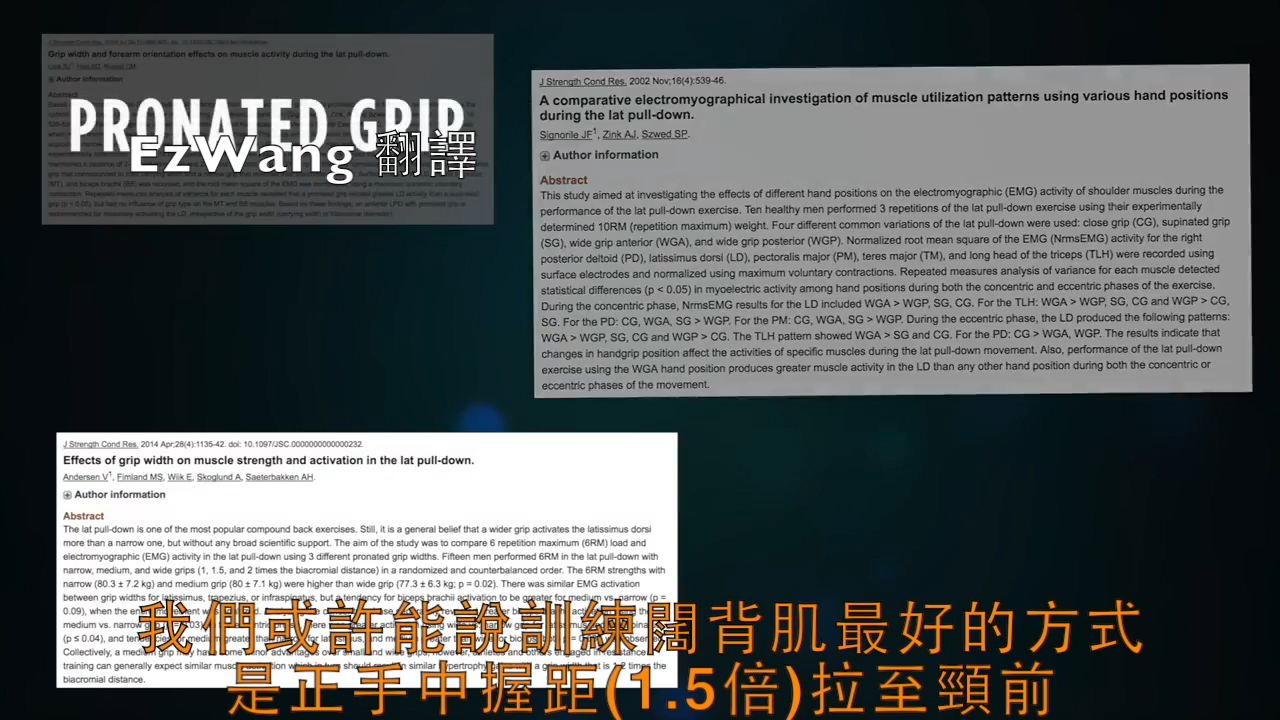 Grip width and forearm orientation effects on muscle activity during the lat pull-down.
Author information
Abstract
PRONATED GRIP
EzWang 翻譯
J Strength Cond Res. 2002 Nov;16(4):539-46.
A comparative electromyographical investigation of muscle utilization patterns using various hand positions
during the lat pull-down.
Signorile JF1, Zink AJ, Szwed SP.
Author information
Abstract
This study aimed at investigating the effects of different hand positions on the electromyographic (EMG) activity of shoulder muscles during the
performance of the lat pull-down exercise. Ten healthy men performed 3 repetitions of the lat pull-down exercise using their experimentally
determined 10RM (repetition maximum) weight. Four different common variations of the lat pull-down were used: close grip (CG), supinated grip
(SG), wide grip anterior (WGA), and wide grip posterior (WGP). Normalized root mean square of the EMG (NrmsEMG) activity for the right
posterior deltoid (PD), latissimus dorsi (LD), pectoralis major (PM), teres major (TM), and long head of the triceps (TLH) were recorded using
surface electrodes and normalized using maximum voluntary contractions. Repeated measures analysis of variance for each muscle detected
statistical differences (p < 0.05) in myoelectric activity among hand positions during both the concentric and eccentric phases of the exercise.
During the concentric phase, NrmsEMG results for the LD included WGA > WGP, SG, CG. For the TLH: WGA > WGP, SG, CG and WGP > CG,
SG. For the PD: CG, WGA, SG > WGP. For the PM: CG, WGA, SG > WGP. During the eccentric phase, the LD produced the following patterns:
WGA > WGP, SG, CG and WGP > CG. The TLH pattern showed WGA > SG and CG. For the PD: CG > WGA, WGP. The results indicate that
changes in handgrip position affect the activities of specific muscles during the lat pull-down movement. Also, performance of the lat pull-down
exercise using the WGA hand position produces greater muscle activity in the LD than any other hand position during both the concentric or
eccentric phases of the movement.
J Strength Cond Res. 2014 Apr;28(4):1135-42. doi: 10.1097/JSC.0000000000000232.
Effects of grip width on muscle strength and activation in the lat pull-down.
Andersen V1, Fimland MS, Wiik E, Skoglund A, Saeterbakken AH.
Author information
Abstract
The lat pull-down is one of the most popular compound back exercises. Still, it is a general belief that a wider grip activates the latissimus dorsi
more than a narrow one, but without any broad scientific support. The aim of the study was to compare 6 repetition maximum (6RM) load and
electromyographic (EMG) activity in the lat pull-down using 3 different pronated grip widths. Fifteen men performed 6RM in the lat pull-down with
narrow, medium, and wide grips (1, 1.5, and 2 times the biacromial distance) in a randomized and counterbalanced order. The 6RM strengths with
narrow (80.3 ± 7.2 kg) and medium grip (80 ± 7.1 kg) were higher than wide grip (77.3 ± 6.3 kg; p = 0.02). There was similar EMG activation
between grip widths for latissimus, trapezius, or infraspinatus, but a tendency for biceps brachii activation to be greater for medium vs. narrow (p =
biacromial distance.
我們或許能說訓練闊背肌最好的方式
是正手中握距(1.5倍)拉至頸前